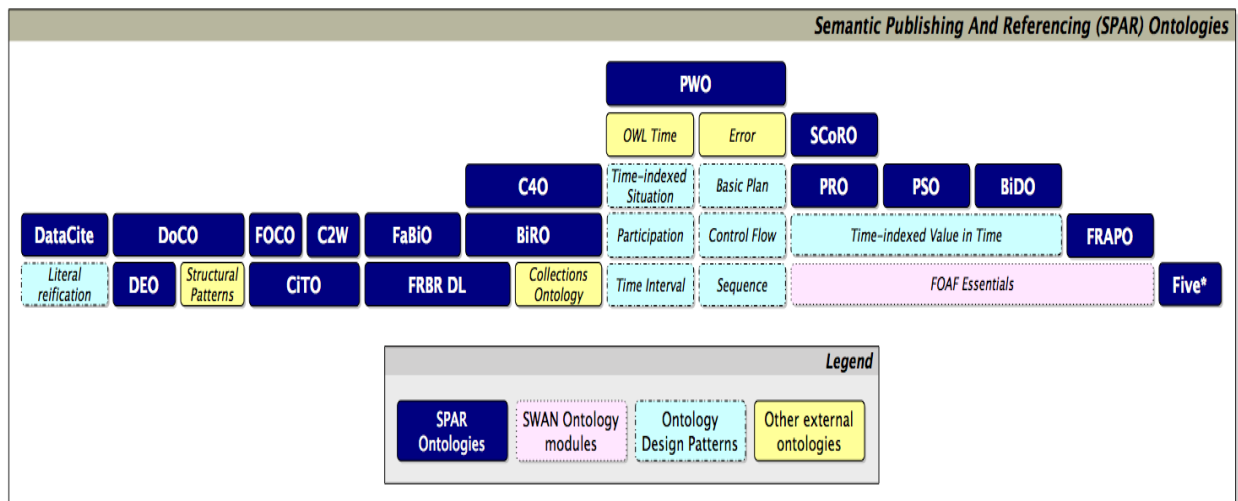 Semantic Publishing And Referencing (SPAR) Ontologies
PWO
OWL Time
Error
SCoRO
C4O
Time-indexed
Situation
Basic Plan
PRO
PSO
BiDO
DataCite
DoCO
FOCO
C2W
FaBiO
BiRO
Participation
Control Flow
Time-indexed Value in Time
FRAPO
Literal
reification
DEO
Structural
Patterns
CiTO
FRBR DL
Collections
Ontology
Time Interval
Sequence
FOAF Essentials
Five*
Legend
SPAR
Ontologies
SWAN Ontology
modules
Ontology
Design Patterns
Other external
ontologies